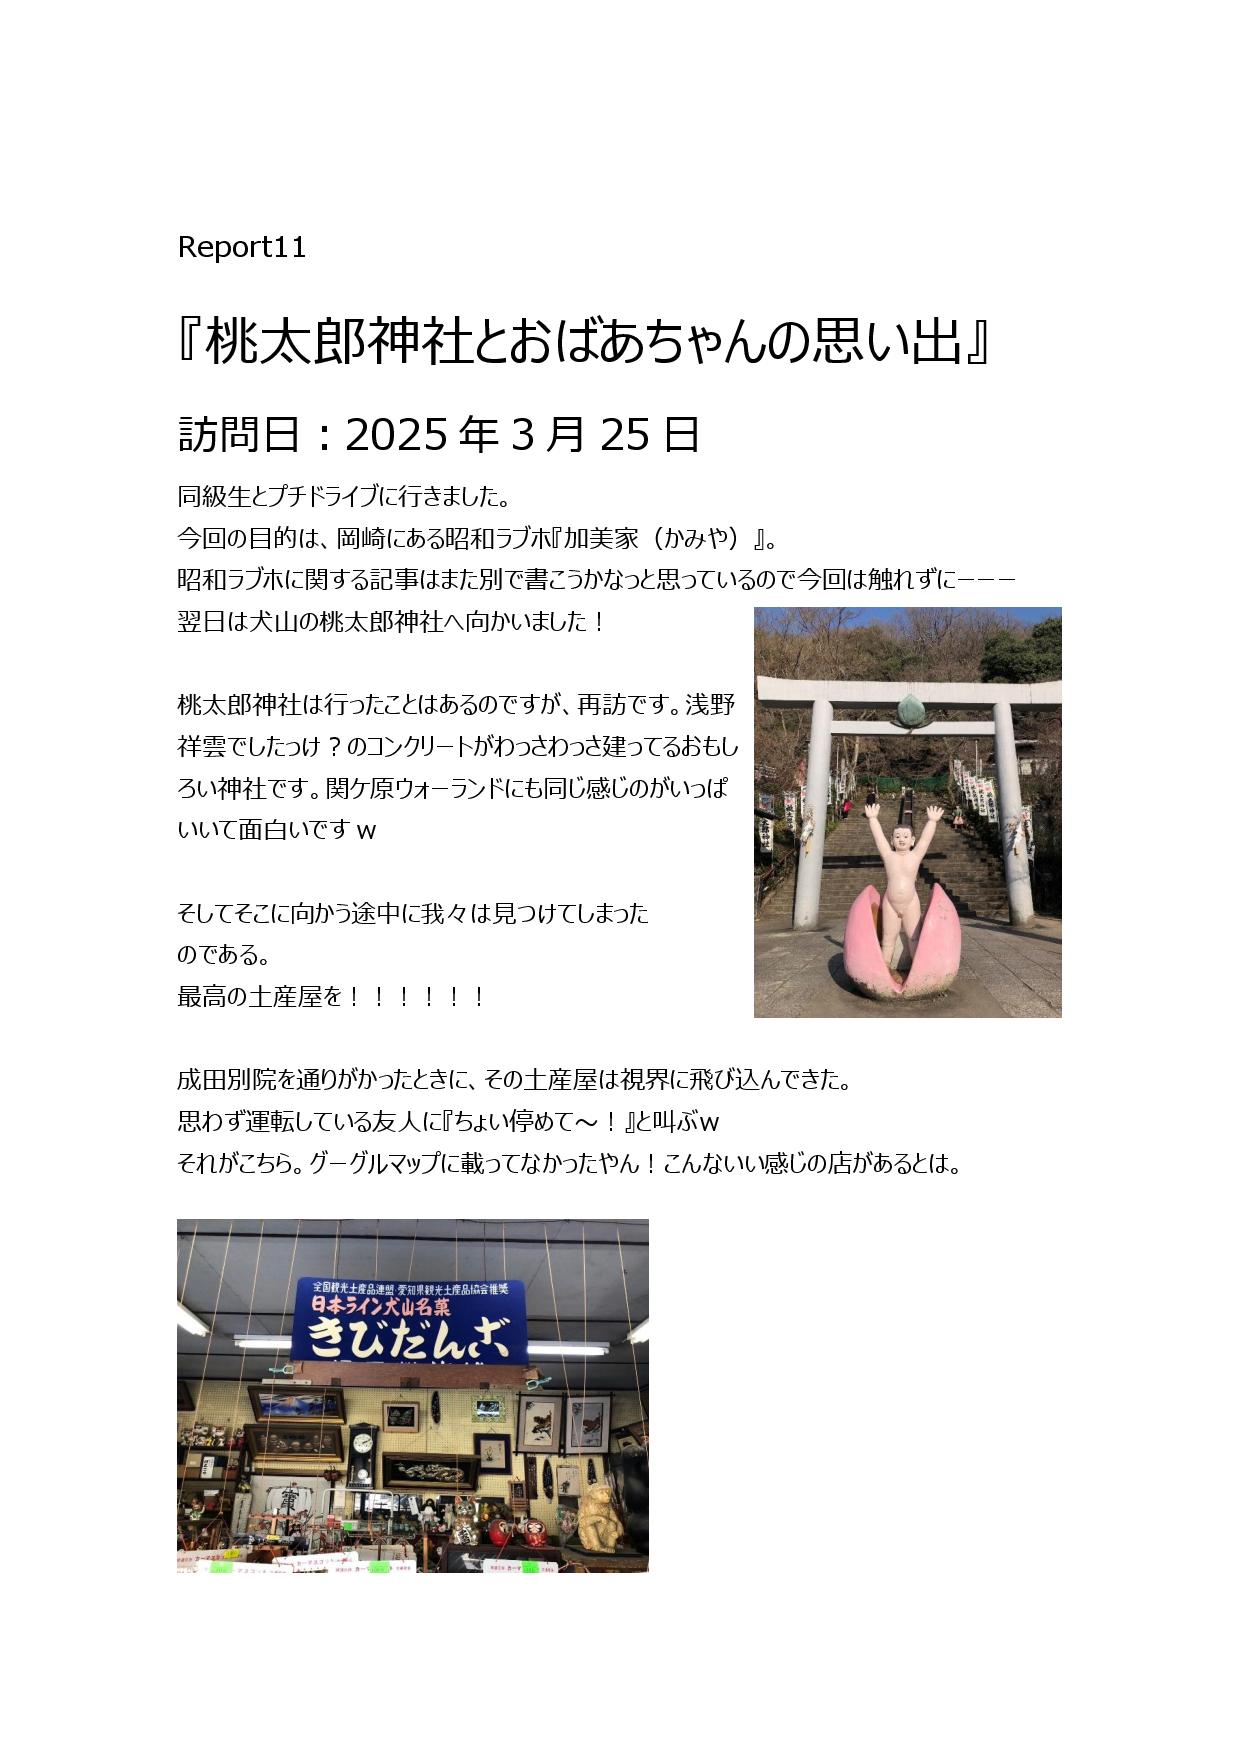 Report11
『桃太郎神社とおばあちゃんの思い出』
訪問日：2025年3月25日
同級生とプチドライブに行きました。
今回の目的は、岡崎にある昭和ラブホ『加美家（かみや）』。
昭和ラブホに関する記事はまた別で書こうかなっと思っているので今回は触れずにーーー
翌日は犬山の桃太郎神社へ向かいました！
桃太郎神社は行ったことはあるのですが、再訪です。浅野
祥雲でしたっけ？のコンクリートがわっさわっさ建ってるおもし
ろい神社です。関ケ原ウォーランドにも同じ感じのがいっぱ
いいて面白いですw
そしてそこに向かう途中に我々は見つけてしまった
のである。
最高の土産屋を！！！！！！
成田別院を通りがかったときに、その土産屋は視界に飛び込んできた。
思わず運転している友人に『ちょい停めて～！』と叫ぶw
それがこちら。グーグルマップに載ってなかったやん！こんないい感じの店があるとは。
全国観光土産品連盟・愛知県観光土産品協会推奨
日本ライン犬山名菓
きびだんご